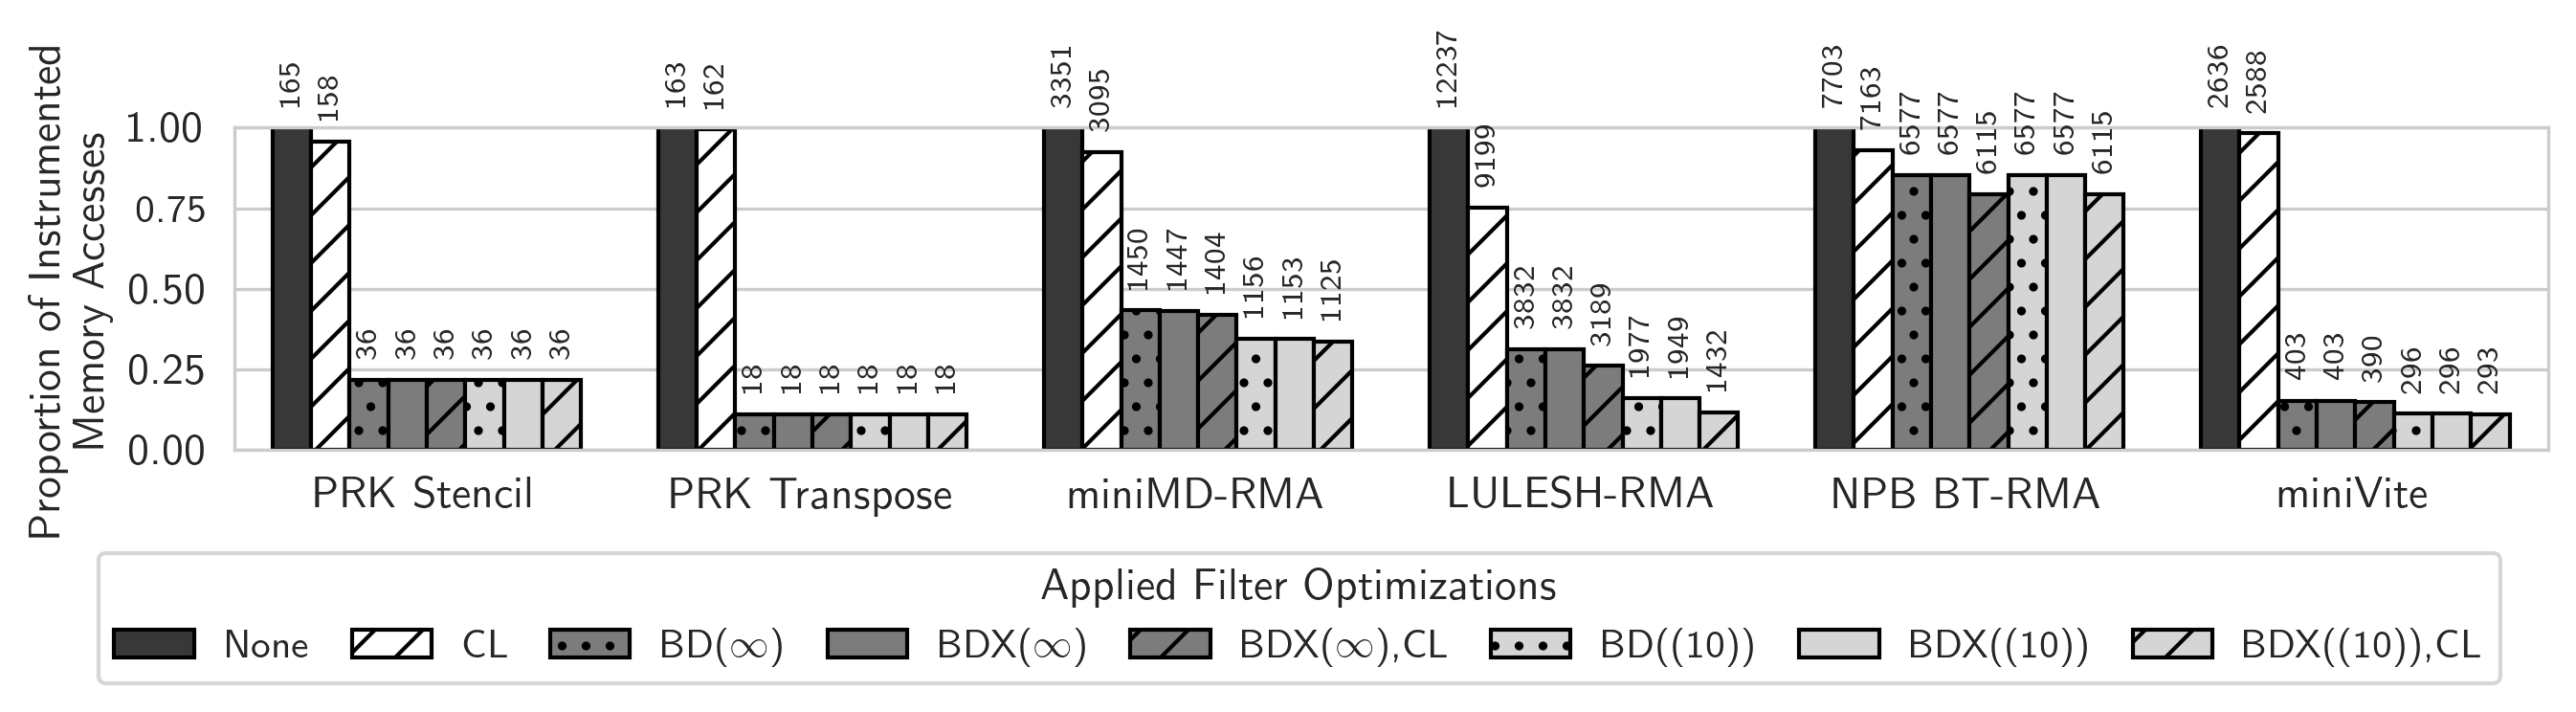 Proportion of Instrumented
Memory Accesses
1.00
0.75
0.50
0.25
0.00
165 158 36 36 36 36 36 36
163 162 18 18 18 18 18 18
3351 3095 1450 1447 1404 1156 1153 1125
12237 9199 3832 3832 3189 1977 1949 1432
7703 7163 6577 6577 6115 6577 6577 6115
2636 2588 403 403 390 296 296 293
PRK Stencil PRK Transpose miniMD-RMA LULESH-RMA NPB BT-RMA miniVite
Applied Filter Optimizations
None CL BD(∞) BDX(∞) BDX(∞),CL BD((10)) BDX((10)) BDX((10)),CL